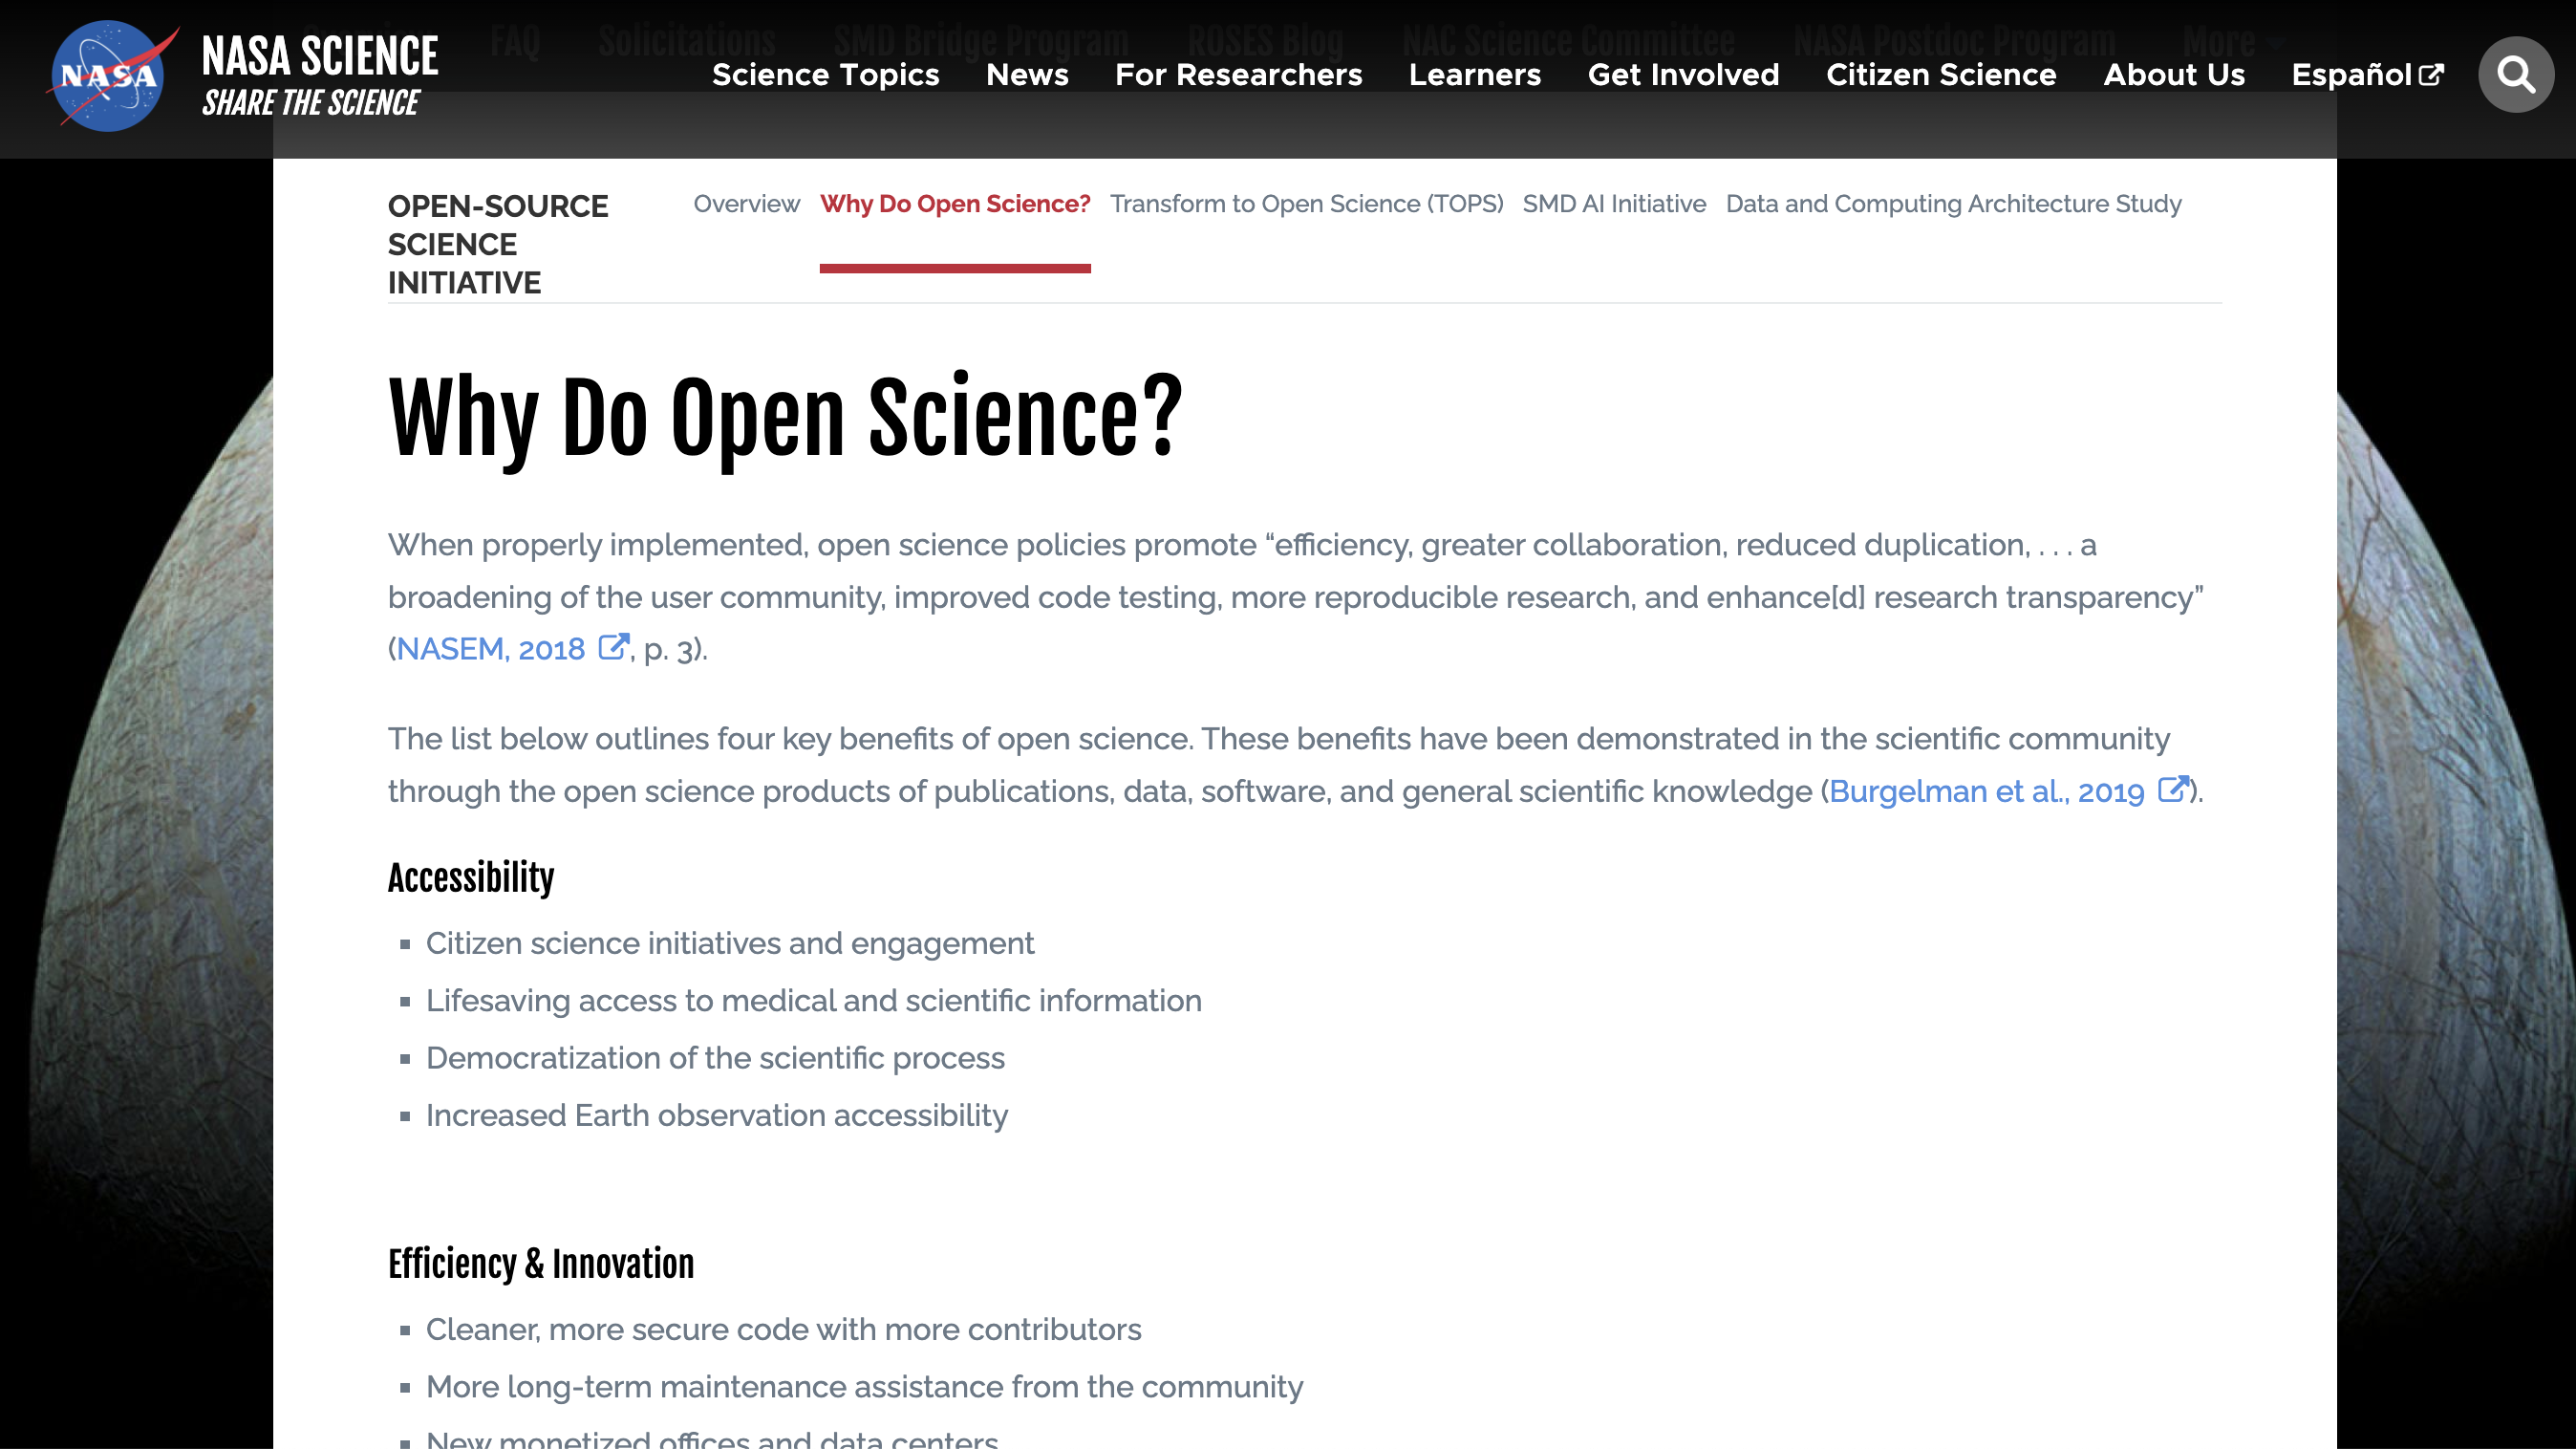 FAQ Solicitations SMD Bridge Program ROSES Blog NAC Science Committee NASA Postdoc Program More
NASA
NASA SCIENCE
SHARE THE SCIENCE
Science Topics News For Researchers Learners Get Involved Citizen Science About Us Español
OPEN-SOURCE
SCIENCE
INITIATIVE
Overview Why Do Open Science? Transform to Open Science (TOPS) SMD AI Initiative Data and Computing Architecture Study
Why Do Open Science?
When properly implemented, open science policies promote “efficiency, greater collaboration, reduced duplication, . . . a
broadening of the user community, improved code testing, more reproducible research, and enhance[d] research transparency”
(NASEM, 2018 , p. 3).
The list below outlines four key benefits of open science. These benefits have been demonstrated in the scientific community
through the open science products of publications, data, software, and general scientific knowledge (Burgelman et al., 2019 ).
Accessibility
▪ Citizen science initiatives and engagement
▪ Lifesaving access to medical and scientific information
▪ Democratization of the scientific process
▪ Increased Earth observation accessibility
Efficiency & Innovation
▪ Cleaner, more secure code with more contributors
▪ More long-term maintenance assistance from the community
▪ New monetized offices and data centers